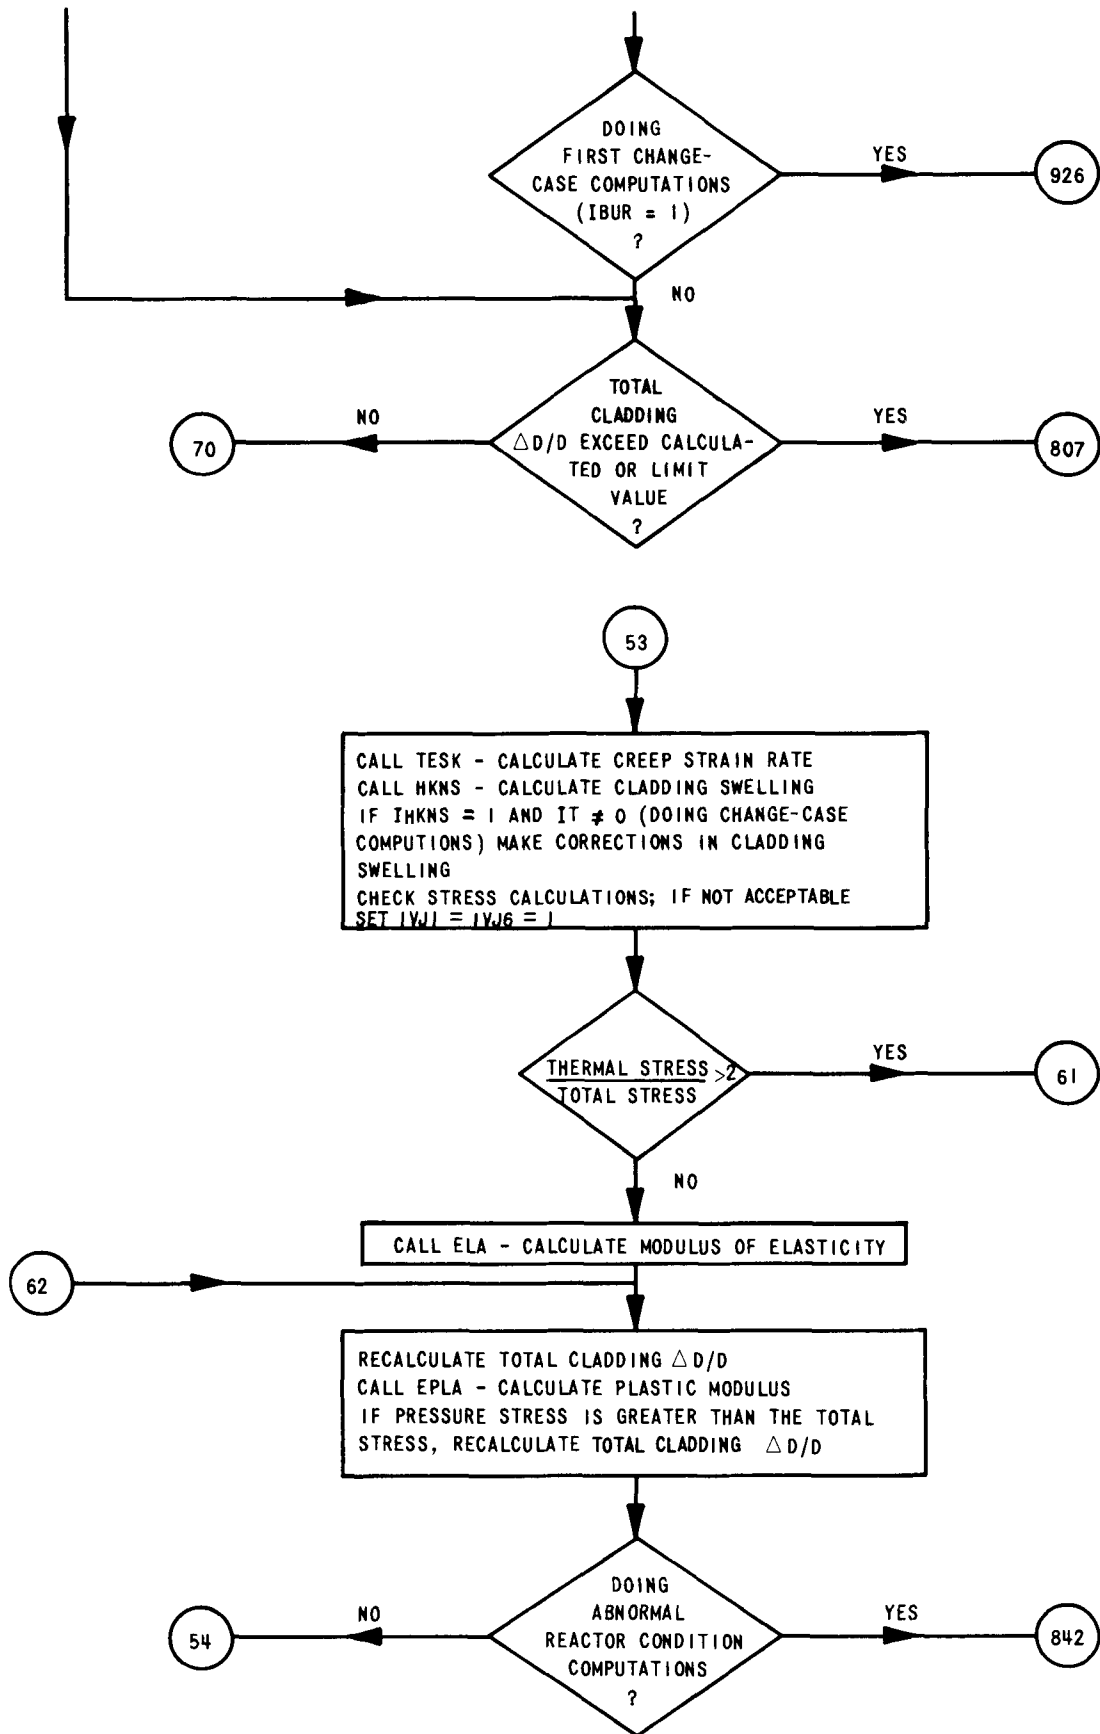 DOING
FIRST CHANGE-
CASE COMPUTATIONS
(IBUR = 1)
?
YES
926
NO
TOTAL
CLADDING
△D/D EXCEED CALCULA-
TED OR LIMIT
VALUE
?
NO
70
YES
807
53
CALL TESK - CALCULATE CREEP STRAIN RATE
CALL HKNS - CALCULATE CLADDING SWELLING
IF IHKNS = 1 AND IT ≠ 0 (DOING CHANGE-CASE
COMPUTIONS) MAKE CORRECTIONS IN CLADDING
SWELLING
CHECK STRESS CALCULATIONS; IF NOT ACCEPTABLE
SET IVJ1 = IVJ6 = 1
THERMAL STRESS >2
TOTAL STRESS
YES
61
NO
CALL ELA - CALCULATE MODULUS OF ELASTICITY
62
RECALCULATE TOTAL CLADDING △D/D
CALL EPLA - CALCULATE PLASTIC MODULUS
IF PRESSURE STRESS IS GREATER THAN THE TOTAL
STRESS, RECALCULATE TOTAL CLADDING △D/D
DOING
ABNORMAL
REACTOR CONDITION
COMPUTATIONS
?
NO
54
YES
842